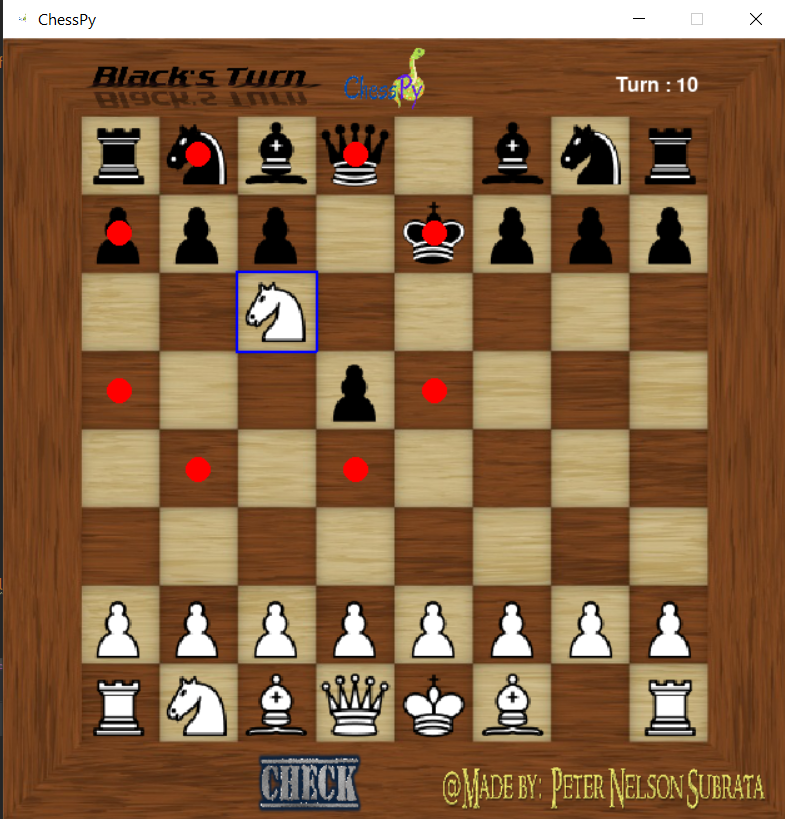 ChessPy
Black's Turn
ChessPy
Turn : 10
CHECK
@Made by: Peter Nelson Subrata